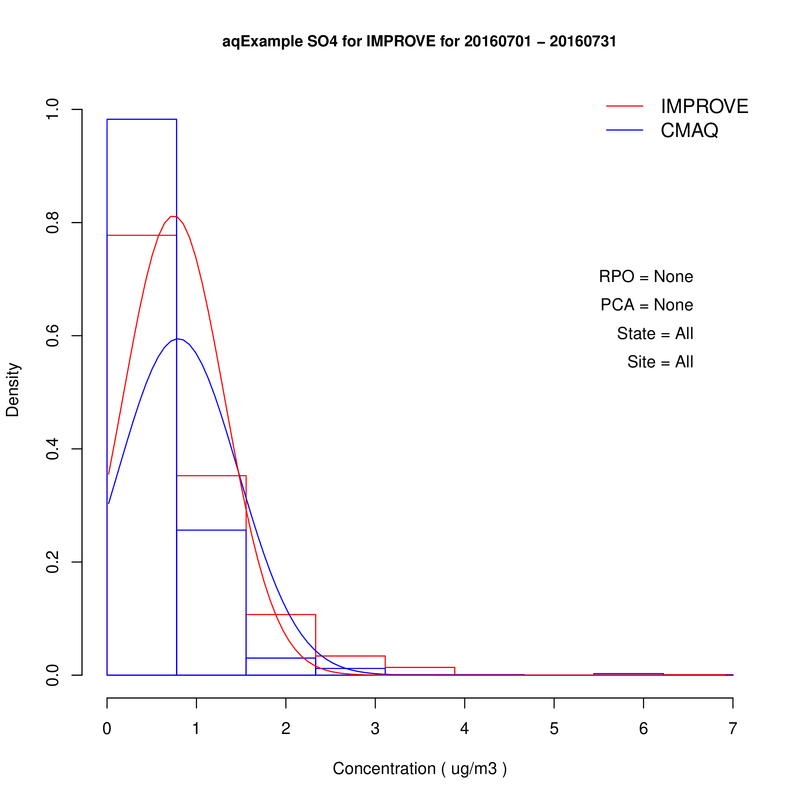 aqExample SO4 for IMPROVE for 20160701 − 20160731
IMPROVE
CMAQ
RPO = None
PCA = None
State = All
Site = All
Density
1.0
0.8
0.6
0.4
0.2
0.0
0 1 2 3 4 5 6 7
Concentration ( ug/m3 )